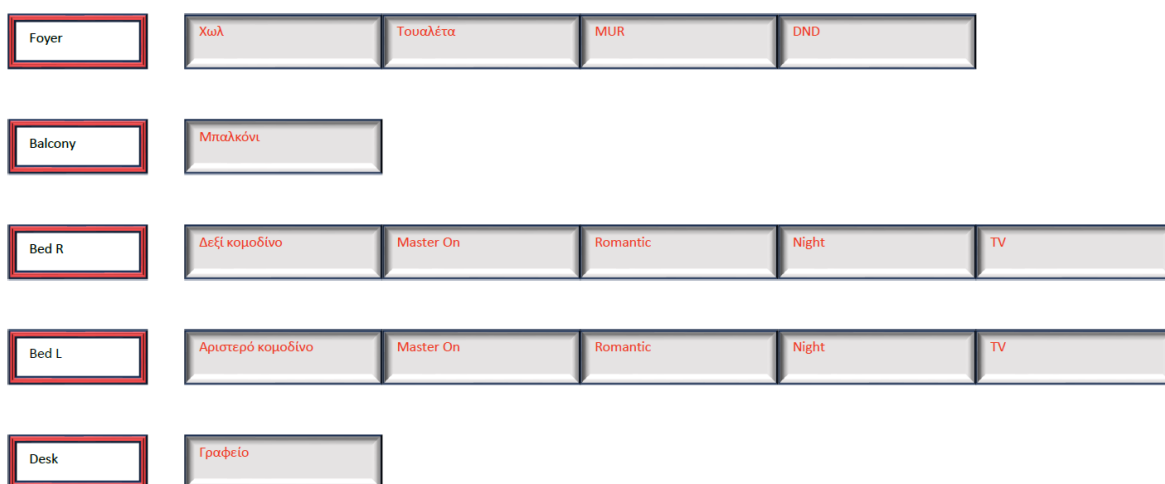 Foyer Χωλ Τουαλέτα MUR DND
Balcony Μπαλκόνι
Bed R Δεξί κομοδίνο Master On Romantic Night TV
Bed L Αριστερό κομοδίνο Master On Romantic Night TV
Desk Γραφείο